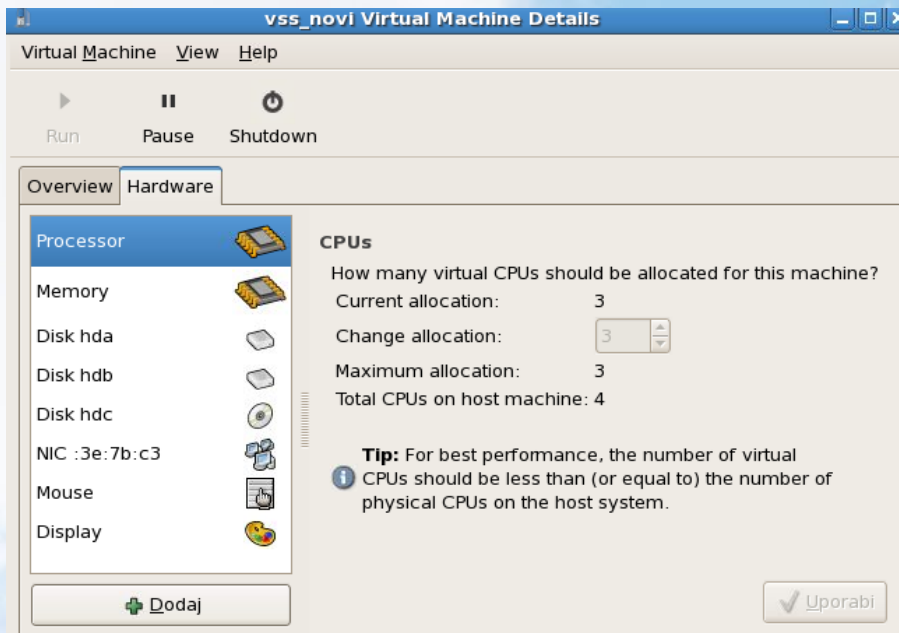 vss_novi Virtual Machine Details
Virtual Machine View Help
Run Pause Shutdown
Overview Hardware
Processor
Memory
Disk hda
Disk hdb
Disk hdc
NIC :3e:7b:c3
Mouse
Display
Dodaj
CPUs
How many virtual CPUs should be allocated for this machine?
Current allocation: 3
Change allocation: 3
Maximum allocation: 3
Total CPUs on host machine: 4
Tip: For best performance, the number of virtual
CPUs should be less than (or equal to) the number of
physical CPUs on the host system.
Uporabi